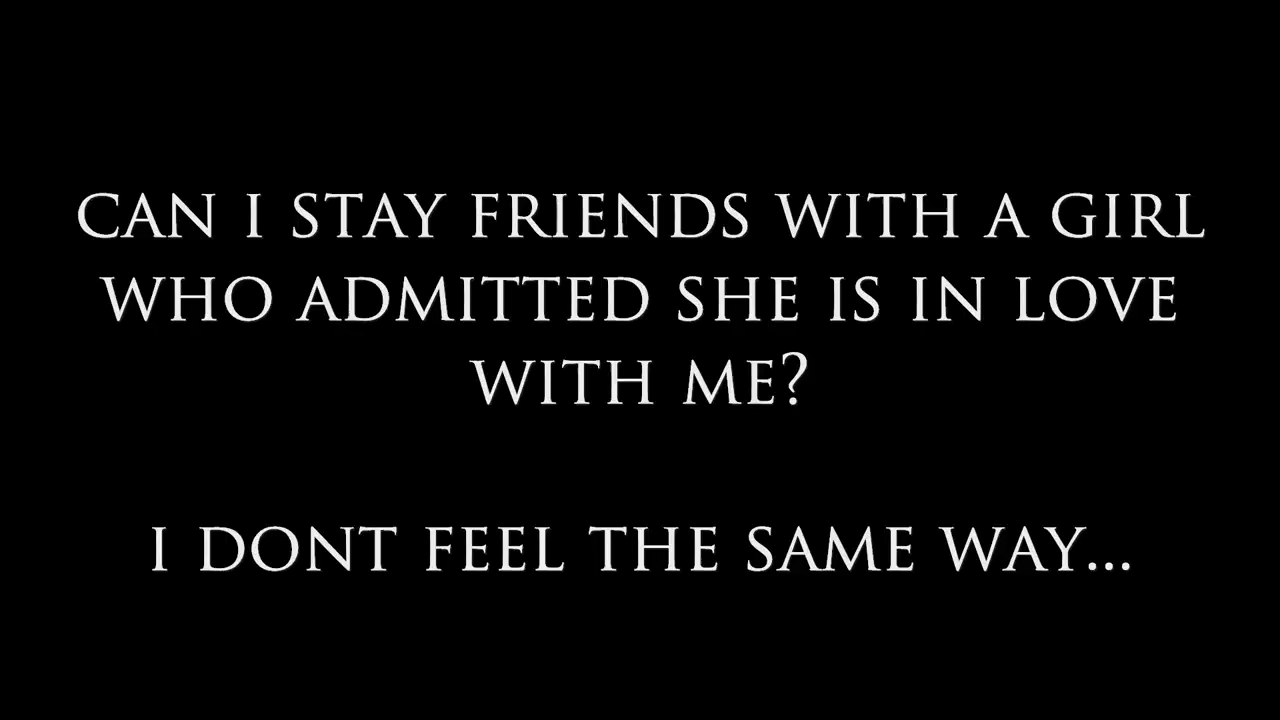 CAN I STAY FRIENDS WITH A GIRL
WHO ADMITTED SHE IS IN LOVE
WITH ME?
I DONT FEEL THE SAME WAY...